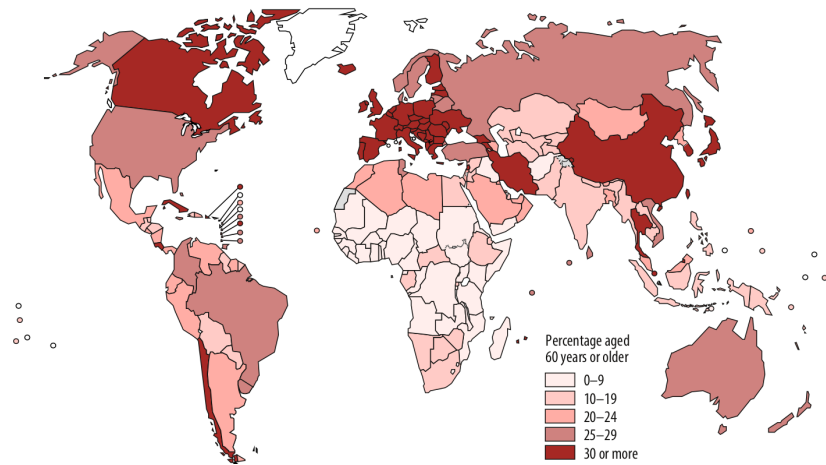 Percentage aged
60 years or older
0–9
10–19
20–24
25–29
30 or more